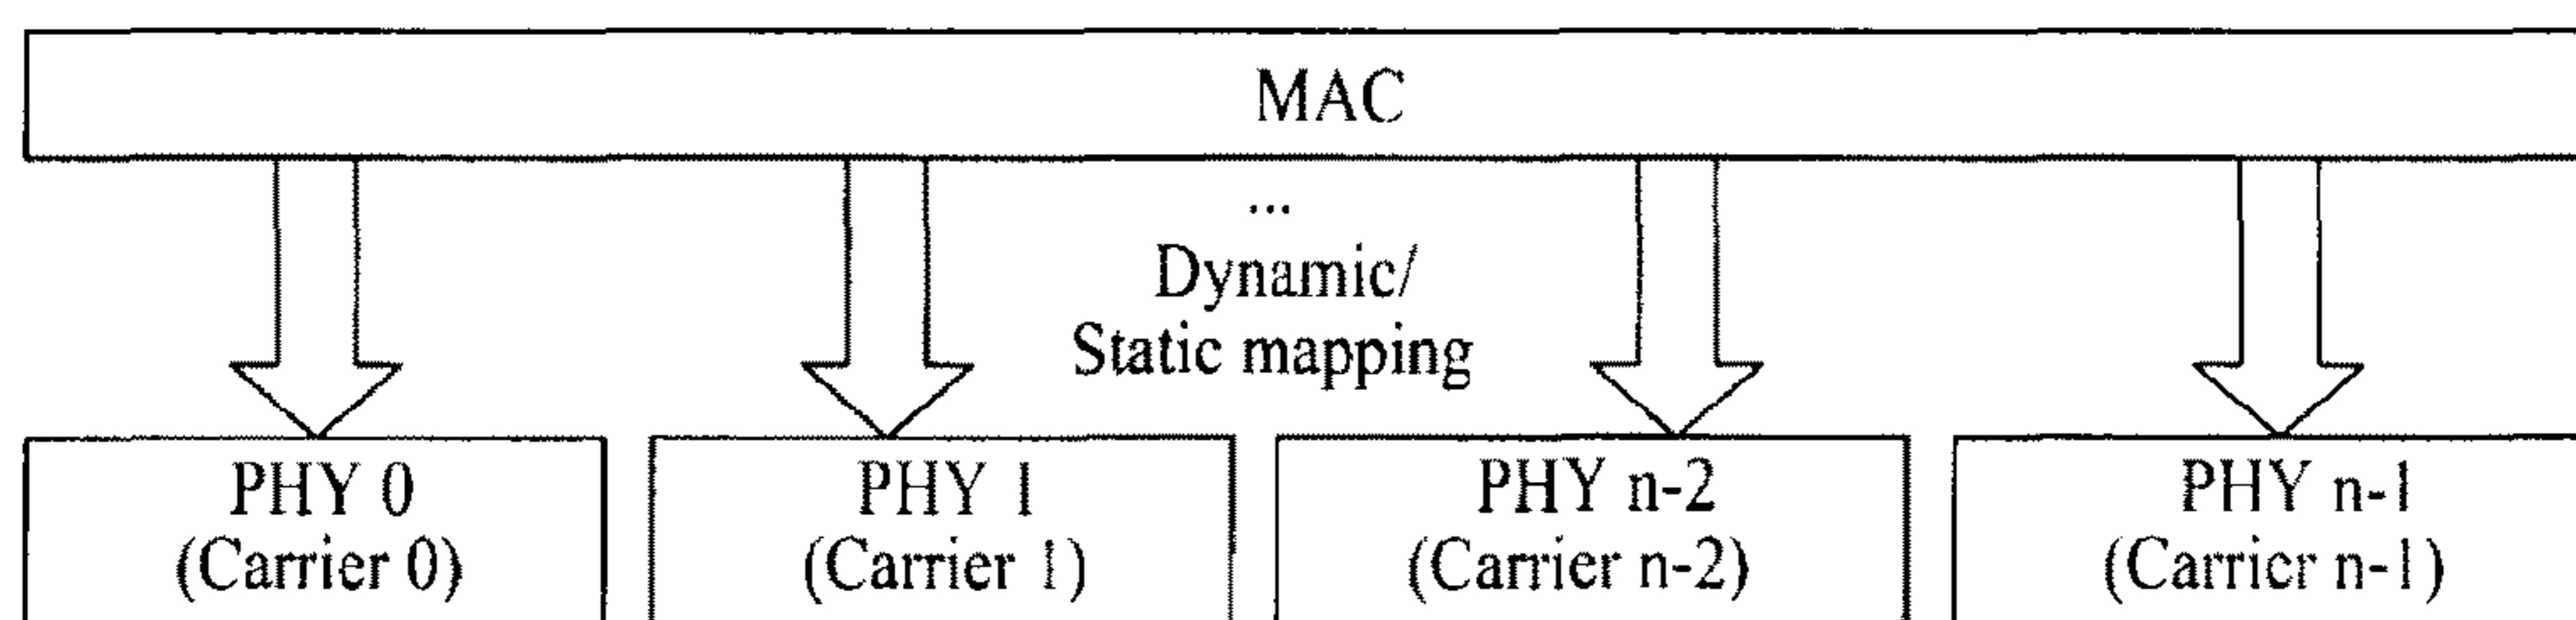 MAC
...
Dynamic/
Static mapping
PHY 0
(Carrier 0)
PHY 1
(Carrier 1)
PHY n-2
(Carrier n-2)
PHY n-1
(Carrier n-1)